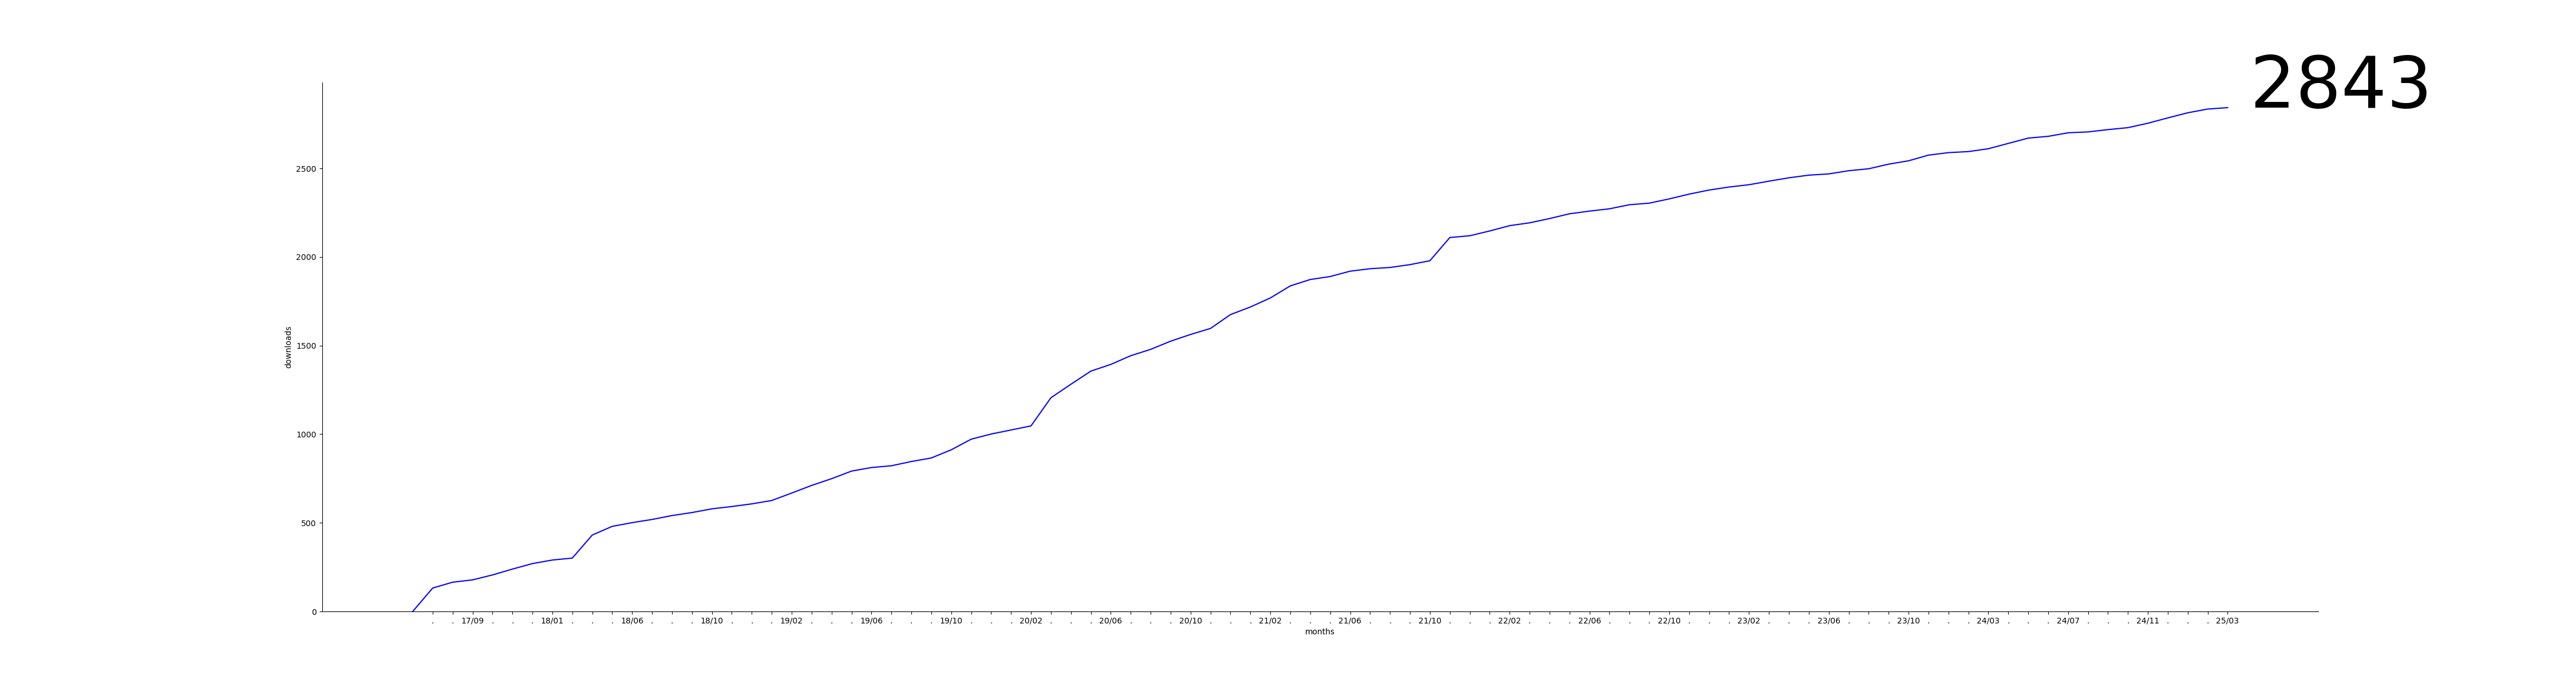 2843
2500
2000
1500
1000
500
0
downloads
. . 17/09 . . . 18/01 . . . 18/06 . . . 18/10 . . . 19/02 . . . 19/06 . . . 19/10 . . . 20/02 . . . 20/06 . . . 20/10 . . . 21/02 . . . 21/06 . . . 21/10 . . . 22/02 . . . 22/06 . . . 22/10 . . . 23/02 . . . 23/06 . . . 23/10 . . . 24/03 . . . 24/07 . . . 24/11 . . . 25/03
months